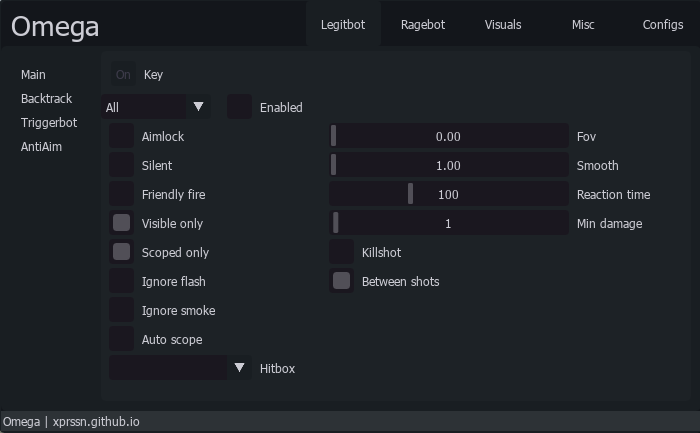 Omega Legitbot Ragebot Visuals Misc Configs
Main
Backtrack
Triggerbot
AntiAim
On Key
All Enabled
Aimlock 0.00 Fov
Silent 1.00 Smooth
Friendly fire 100 Reaction time
Visible only 1 Min damage
Scoped only Killshot
Ignore flash Between shots
Ignore smoke
Auto scope
Hitbox
Omega | xprssn.github.io